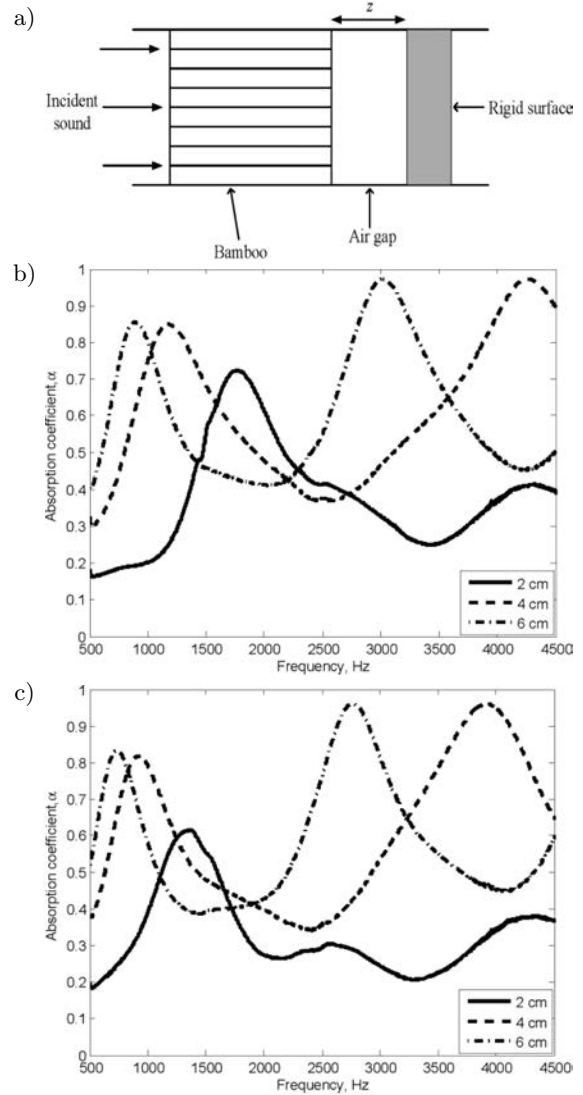 a)
z
Incident
sound
Rigid surface
Bamboo
Air gap
b)
Absorption coefficient,α
1
0.9
0.8
0.7
0.6
0.5
0.4
0.3
0.2
0.1
0
500 1000 1500 2000 2500 3000 3500 4000 4500
Frequency, Hz
2 cm
4 cm
6 cm
c)
Absorption coefficient,α
1
0.9
0.8
0.7
0.6
0.5
0.4
0.3
0.2
0.1
0
500 1000 1500 2000 2500 3000 3500 4000 4500
Frequency, Hz
2 cm
4 cm
6 cm